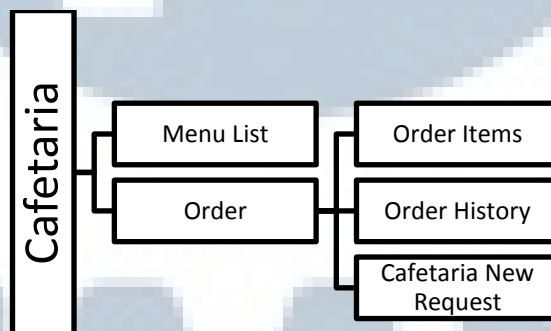 Cafetaria
Menu List
Order
Order Items
Order History
Cafetaria New
Request